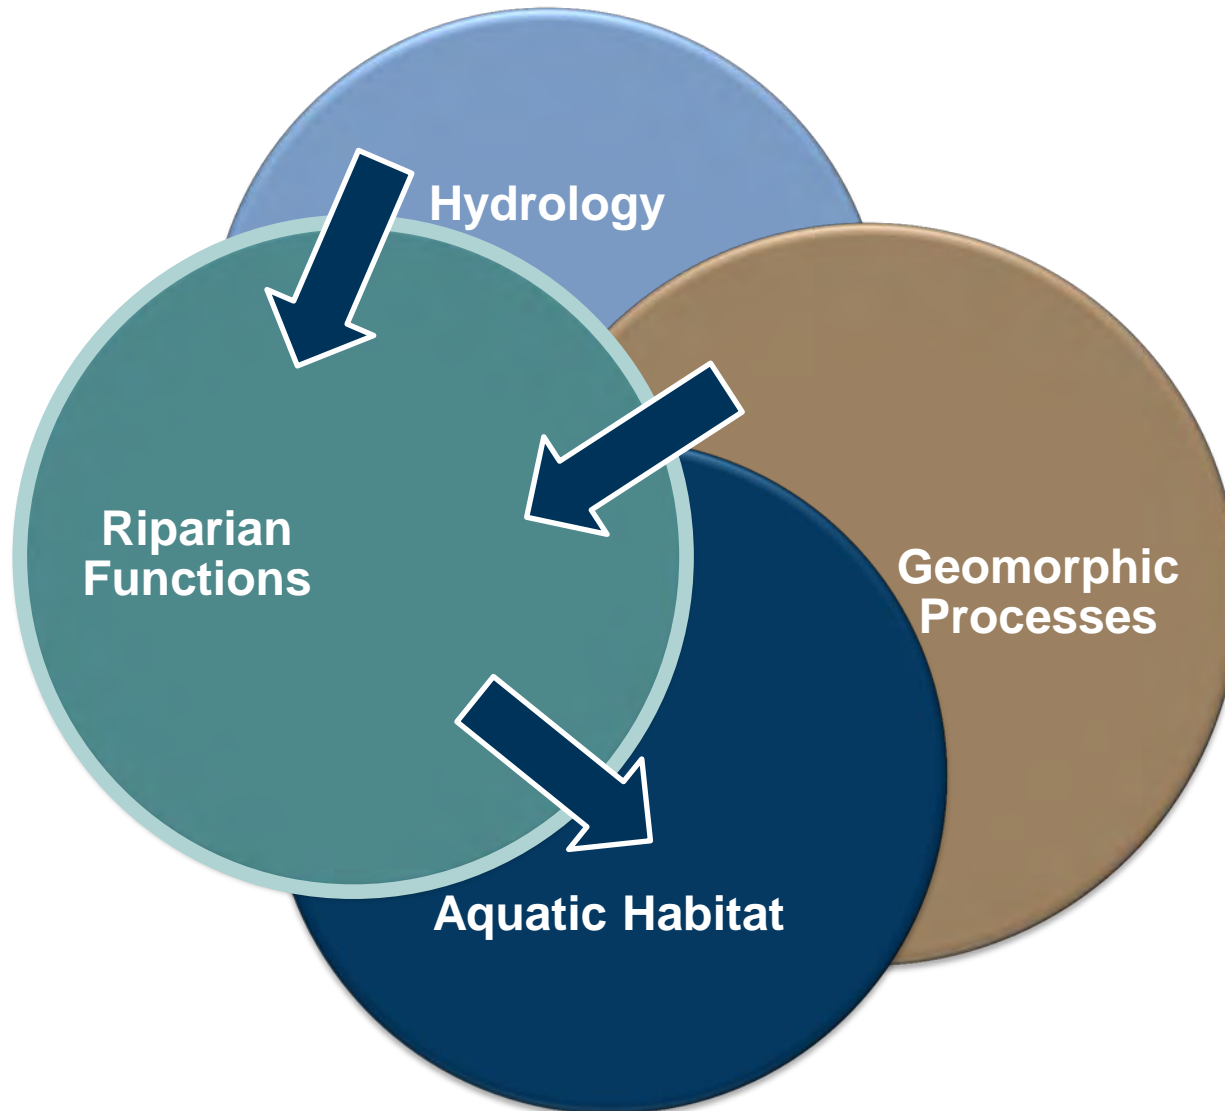 Hydrology
Riparian
Functions
Geomorphic
Processes
Aquatic Habitat